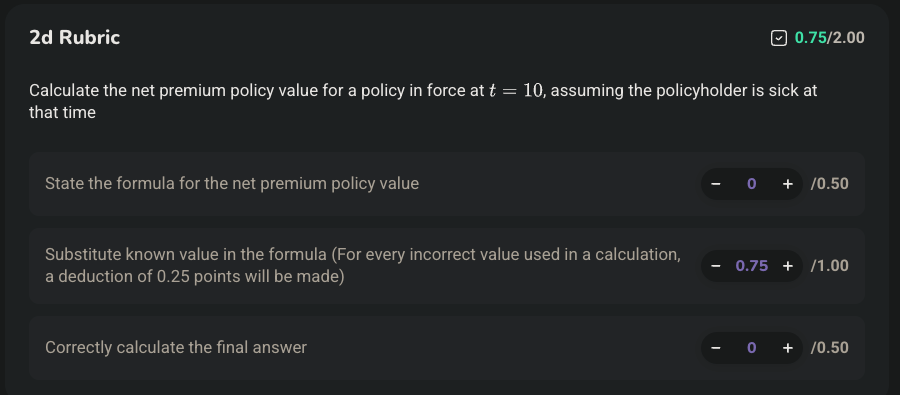 2d Rubric
0.75/2.00
Calculate the net premium policy value for a policy in force at t = 10, assuming the policyholder is sick at
that time
State the formula for the net premium policy value
− 0 + /0.50
Substitute known value in the formula (For every incorrect value used in a calculation,
a deduction of 0.25 points will be made)
− 0.75 + /1.00
Correctly calculate the final answer
− 0 + /0.50